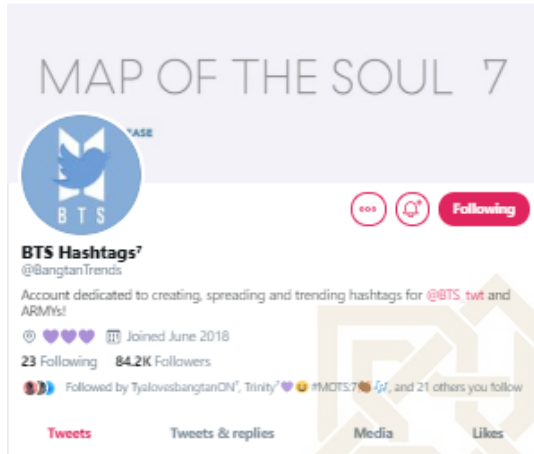 MAP OF THE SOUL 7
BTS
Following
BTS Hashtags⁷
@BangtanTrends
Account dedicated to creating, spreading and trending hashtags for @BTS_twt and
ARMYs!
💜💜💜 Joined June 2018
23 Following 84.2K Followers
Followed by TyalovesbangtanON⁷, Trinity⁷💜😊 #MOTS7 🎶, and 21 others you follow
Tweets Tweets & replies Media Likes